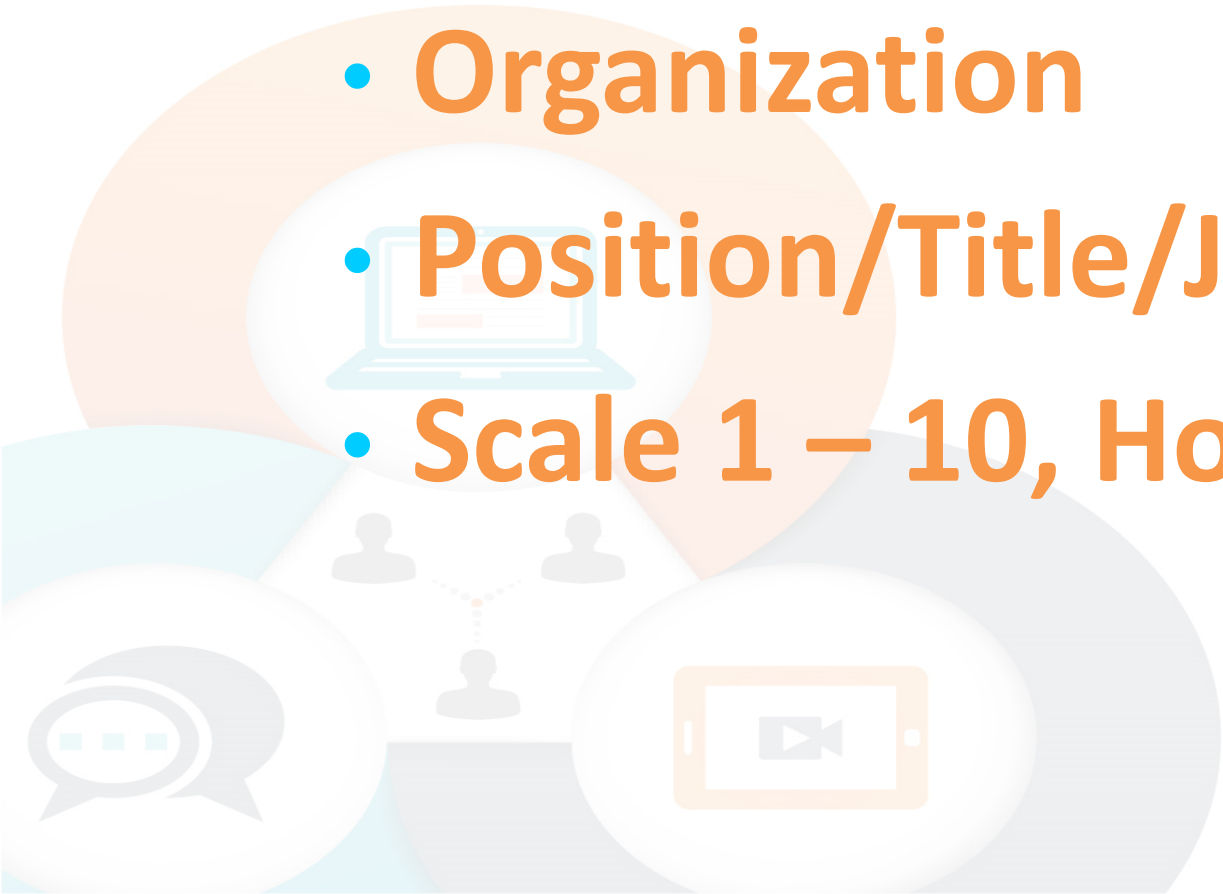 • Organization
• Position/Title/J
• Scale 1 – 10, Ho